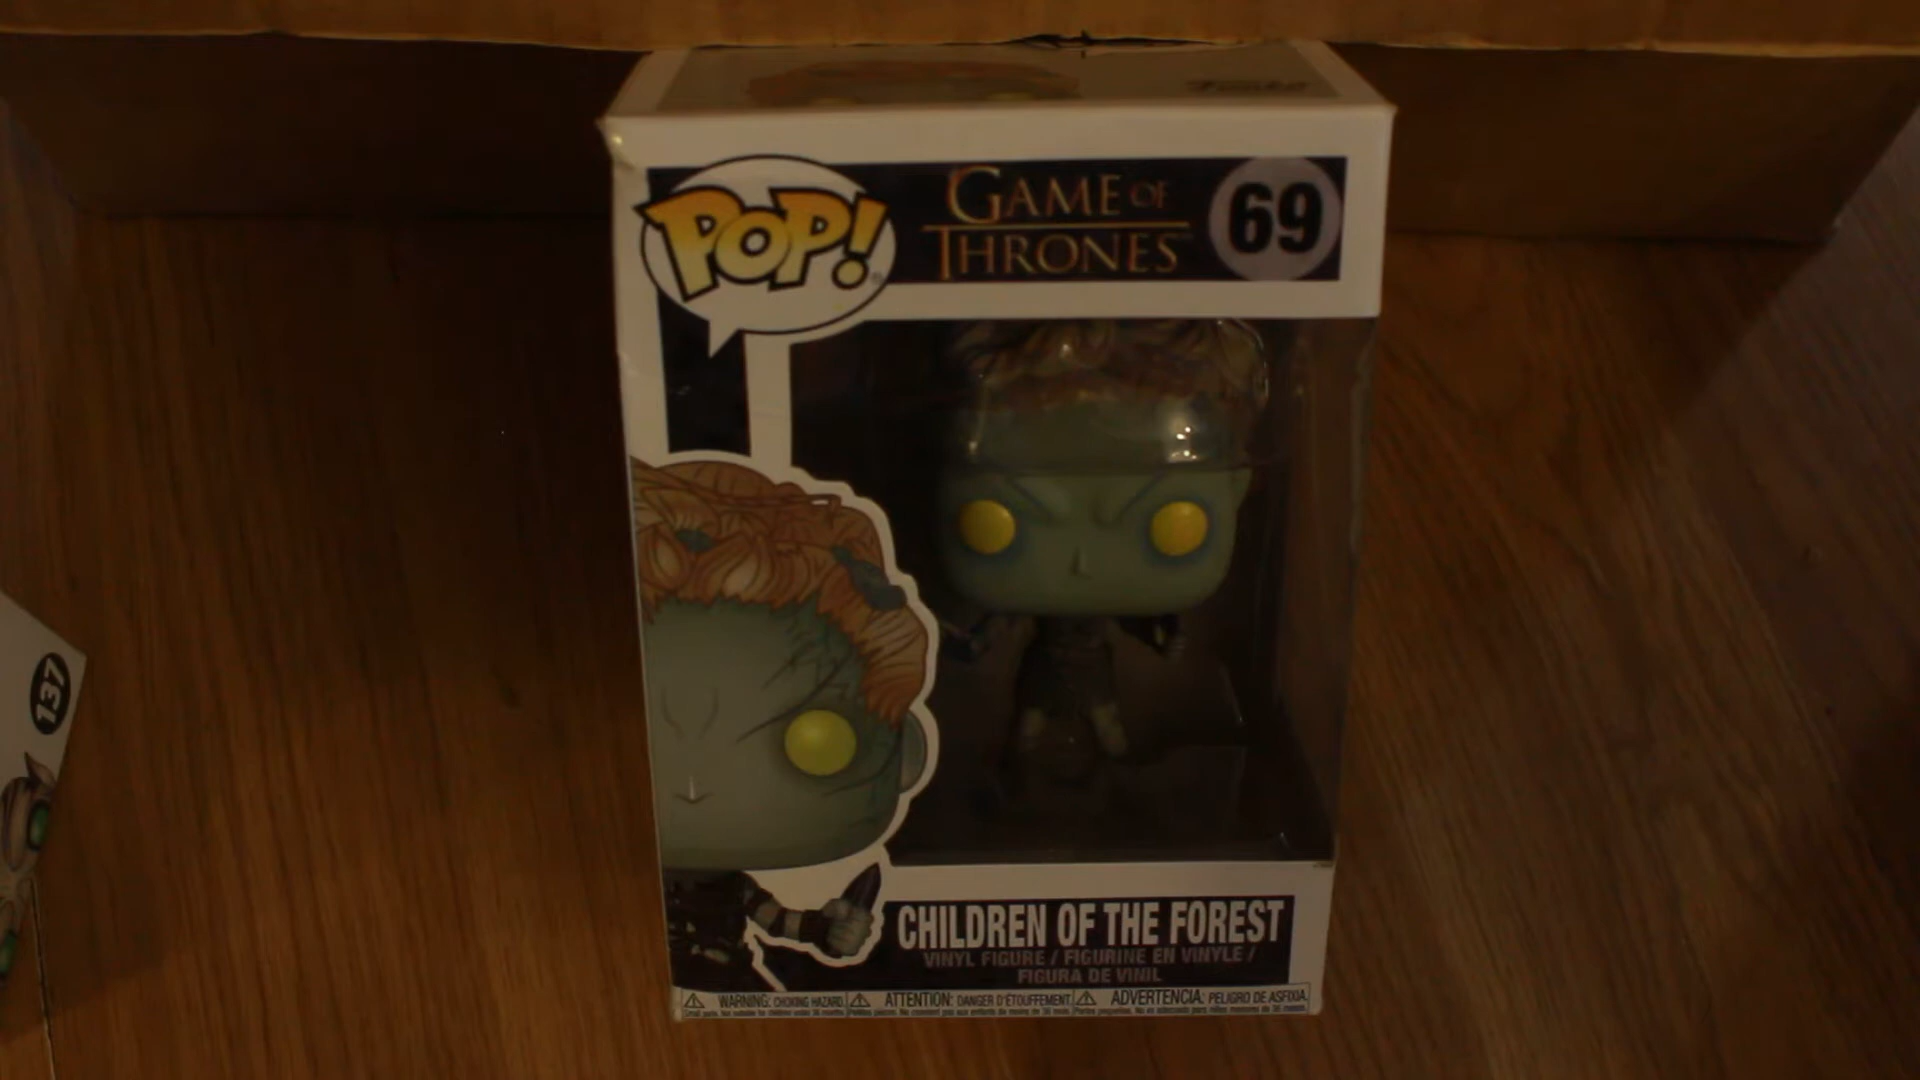 POP!
GAME OF
THRONES
69
137
CHILDREN OF THE FOREST
VINYL FIGURE / FIGURINE EN VINYLE /
FIGURA DE VINIL
WARNING: CHOKING HAZARD. ATTENTION: DANGER D'ÉTOUFFEMENT. ADVERTENCIA: PELIGRO DE ASFIXIA.